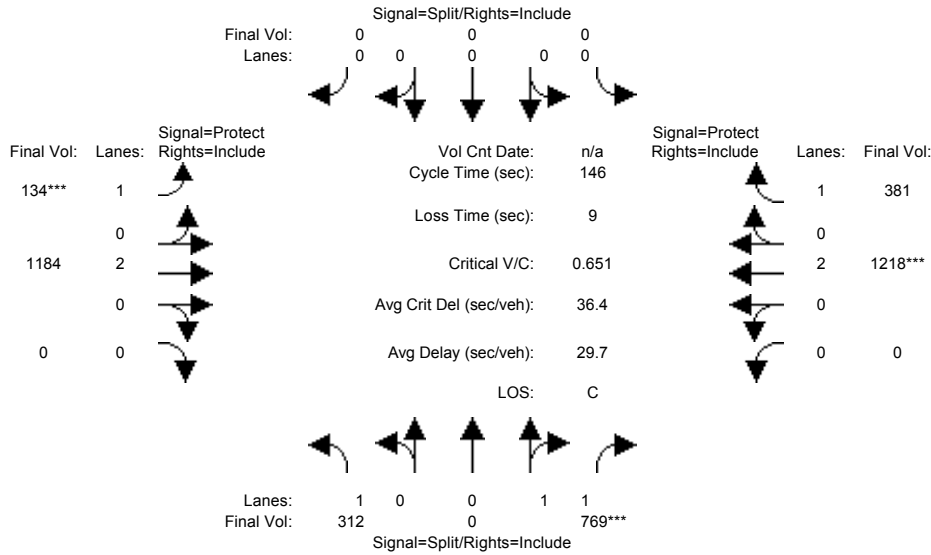 Signal=Split/Rights=Include
Final Vol: 0 0 0
Lanes: 0 0 0 0 0
Signal=Protect Signal=Protect
Final Vol: Lanes: Rights=Include Vol Cnt Date: n/a Rights=Include Lanes: Final Vol:
Cycle Time (sec): 146
134*** 1 1 381
Loss Time (sec): 9
0 0
1184 2 Critical V/C: 0.651 2 1218***
0 Avg Crit Del (sec/veh): 36.4 0
0 0 Avg Delay (sec/veh): 29.7 0 0
LOS: C
Lanes: 1 0 0 1 1
Final Vol: 312 0 769***
Signal=Split/Rights=Include